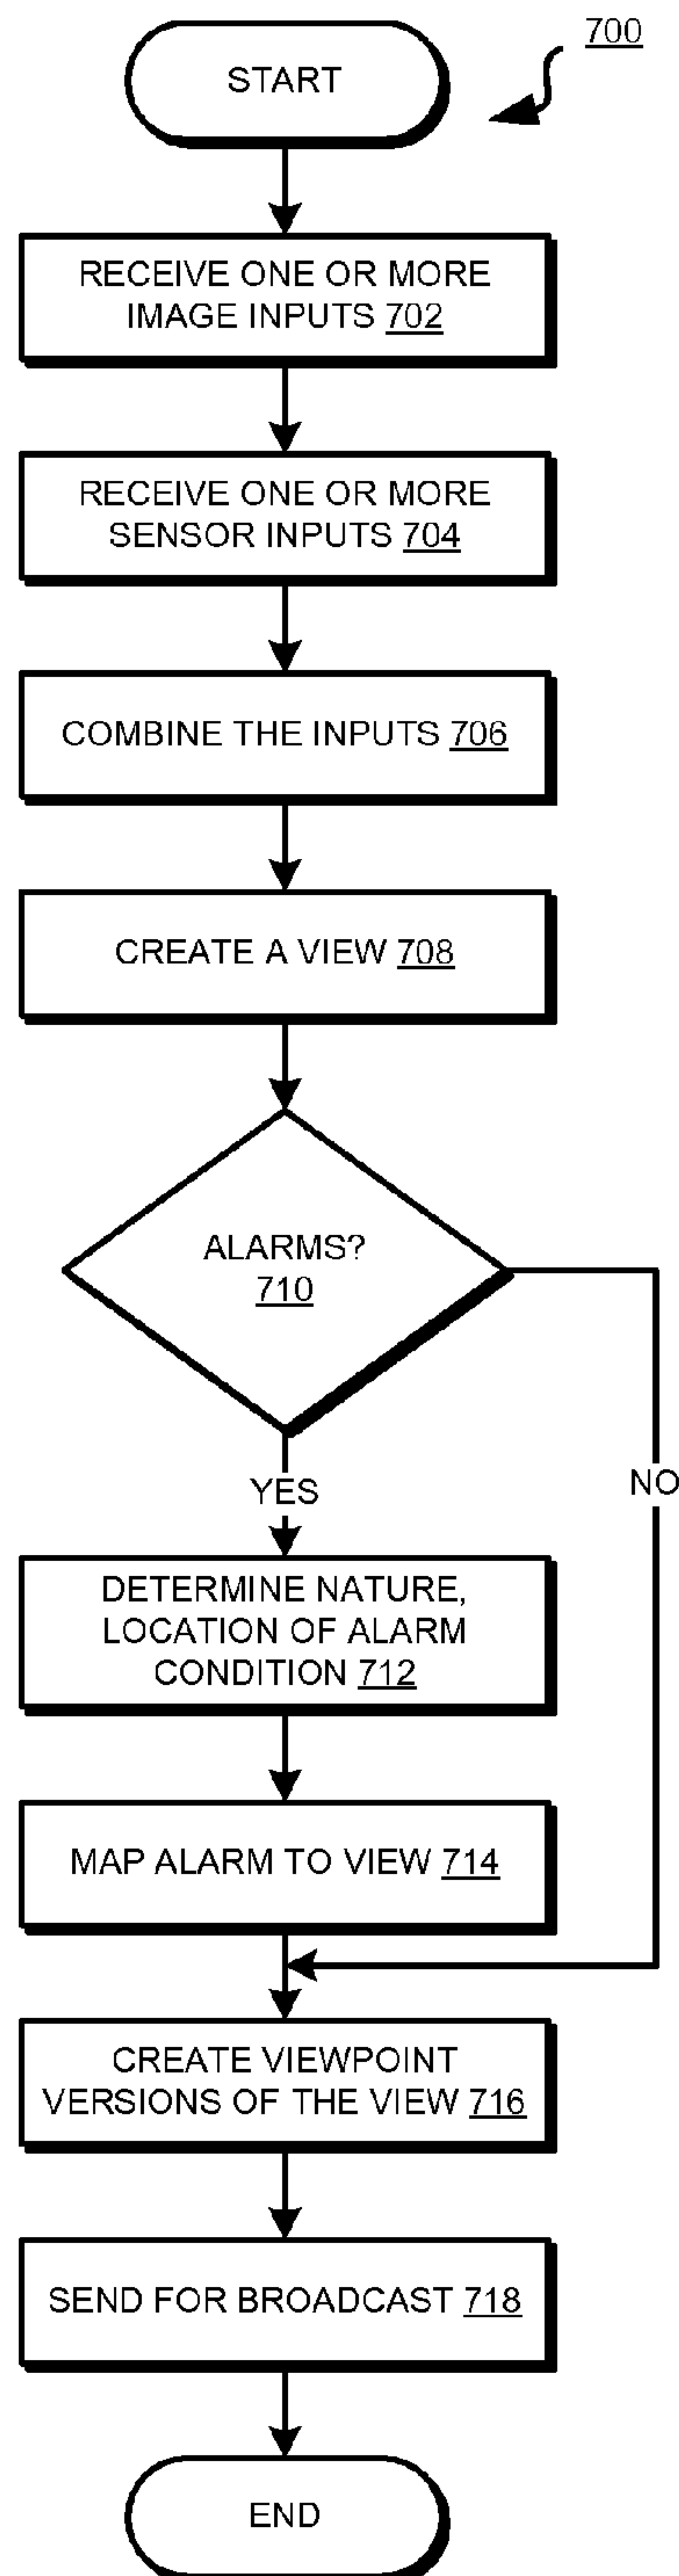 700
START
RECEIVE ONE OR MORE
IMAGE INPUTS 702
RECEIVE ONE OR MORE
SENSOR INPUTS 704
COMBINE THE INPUTS 706
CREATE A VIEW 708
ALARMS?
710
YES
NO
DETERMINE NATURE,
LOCATION OF ALARM
CONDITION 712
MAP ALARM TO VIEW 714
CREATE VIEWPOINT
VERSIONS OF THE VIEW 716
SEND FOR BROADCAST 718
END